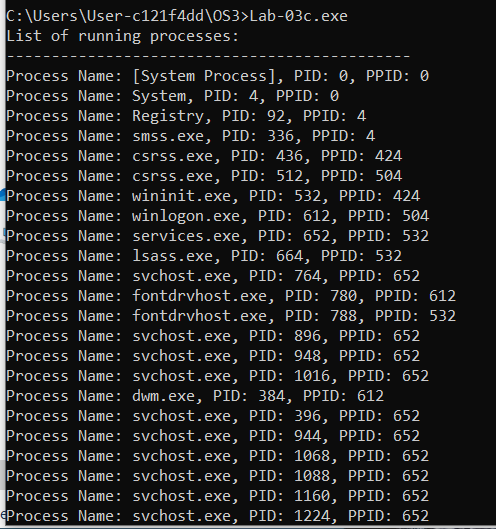 C:\Users\User-c121f4dd\OS3>Lab-03c.exe
List of running processes:
---------------------------------------------
Process Name: [System Process], PID: 0, PPID: 0
Process Name: System, PID: 4, PPID: 0
Process Name: Registry, PID: 92, PPID: 4
Process Name: smss.exe, PID: 336, PPID: 4
Process Name: csrss.exe, PID: 436, PPID: 424
Process Name: csrss.exe, PID: 512, PPID: 504
Process Name: wininit.exe, PID: 532, PPID: 424
Process Name: winlogon.exe, PID: 612, PPID: 504
Process Name: services.exe, PID: 652, PPID: 532
Process Name: lsass.exe, PID: 664, PPID: 532
Process Name: svchost.exe, PID: 764, PPID: 652
Process Name: fontdrvhost.exe, PID: 780, PPID: 612
Process Name: fontdrvhost.exe, PID: 788, PPID: 532
Process Name: svchost.exe, PID: 896, PPID: 652
Process Name: svchost.exe, PID: 948, PPID: 652
Process Name: svchost.exe, PID: 1016, PPID: 652
Process Name: dwm.exe, PID: 384, PPID: 612
Process Name: svchost.exe, PID: 396, PPID: 652
Process Name: svchost.exe, PID: 944, PPID: 652
Process Name: svchost.exe, PID: 1068, PPID: 652
Process Name: svchost.exe, PID: 1088, PPID: 652
Process Name: svchost.exe, PID: 1160, PPID: 652
Process Name: svchost.exe, PID: 1224, PPID: 652